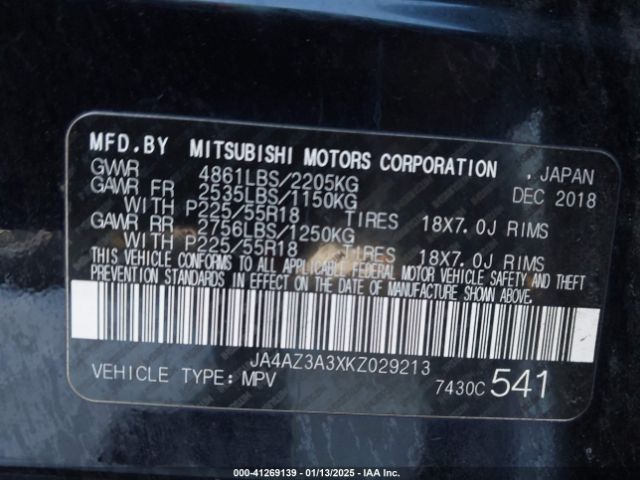 MFD.BY MITSUBISHI MOTORS CORPORATION , JAPAN
GVWR 4861LBS/2205KG DEC 2018
GAWR FR 2535LBS/1150KG
WITH P225/55R18 TIRES 18X7.0J RIMS
GAWR RR 2756LBS/1250KG
WITH P225/55R18 TIRES 18X7.0J RIMS
THIS VEHICLE CONFORMS TO ALL APPLICABLE FEDERAL MOTOR VEHICLE SAFETY AND THEFT
PREVENTION STANDARDS IN EFFECT ON THE DATE OF MANUFACTURE SHOWN ABOVE.
JA4AZ3A3XKZ029213
VEHICLE TYPE: MPV 7430C 541
000-41269139 - 01/13/2025 - IAA Inc.